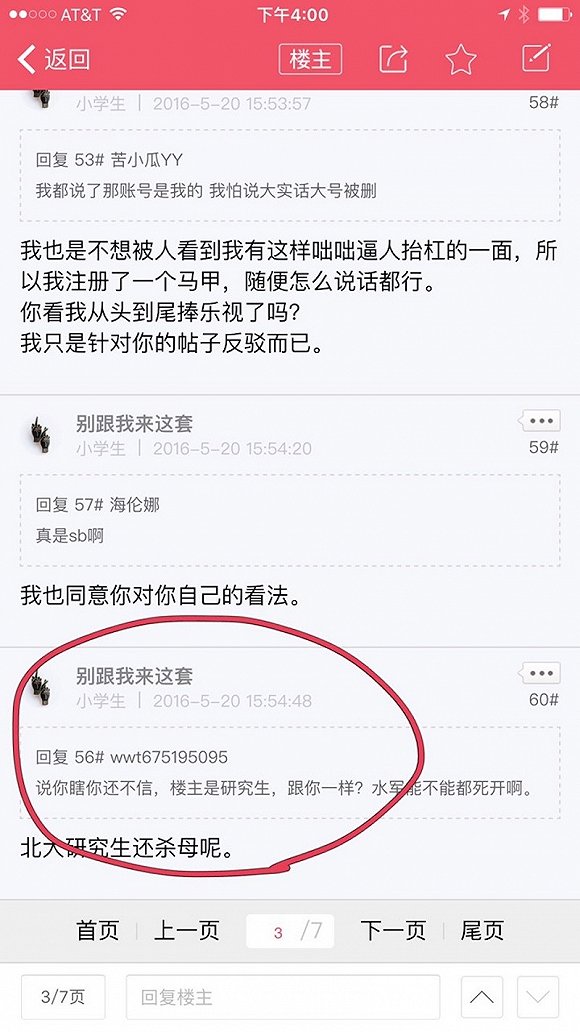 AT&T 下午4:00
返回 楼主
小学生 | 2016-5-20 15:53:57 58#
回复 53# 苦小瓜YY
我都说了那账号是我的 我怕说大实话大号被删
我也是不想被人看到我有这样咄咄逼人抬杠的一面，所
以我注册了一个马甲，随便怎么说话都行。
你看我从头到尾捧乐视了吗？
我只是针对你的帖子反驳而已。
别跟我来这套
小学生 | 2016-5-20 15:54:20 59#
回复 57# 海伦娜
真是sb啊
我也同意你对你自己的看法。
别跟我来这套
小学生 | 2016-5-20 15:54:48 60#
回复 56# wwt675195095
说你瞎你还不信，楼主是研究生，跟你一样？水军能不能都死开啊。
北大研究生还杀母呢。
首页 上一页 3 /7 下一页 尾页
3/7页 回复楼主